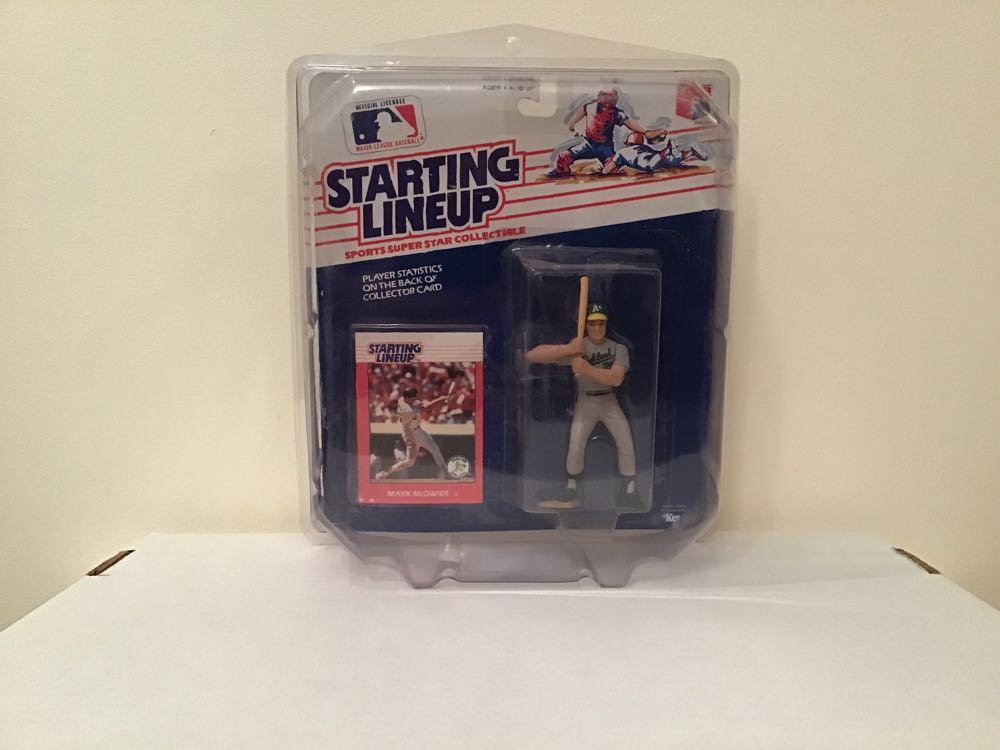 OFFICIAL LICENSEE
MAJOR LEAGUE BASEBALL
STARTING
LINEUP
SPORTS SUPER STAR COLLECTIBLE
PLAYER STATISTICS
ON THE BACK OF
COLLECTOR CARD
STARTING
LINEUP
MARK McGWIRE
A's
Oakland